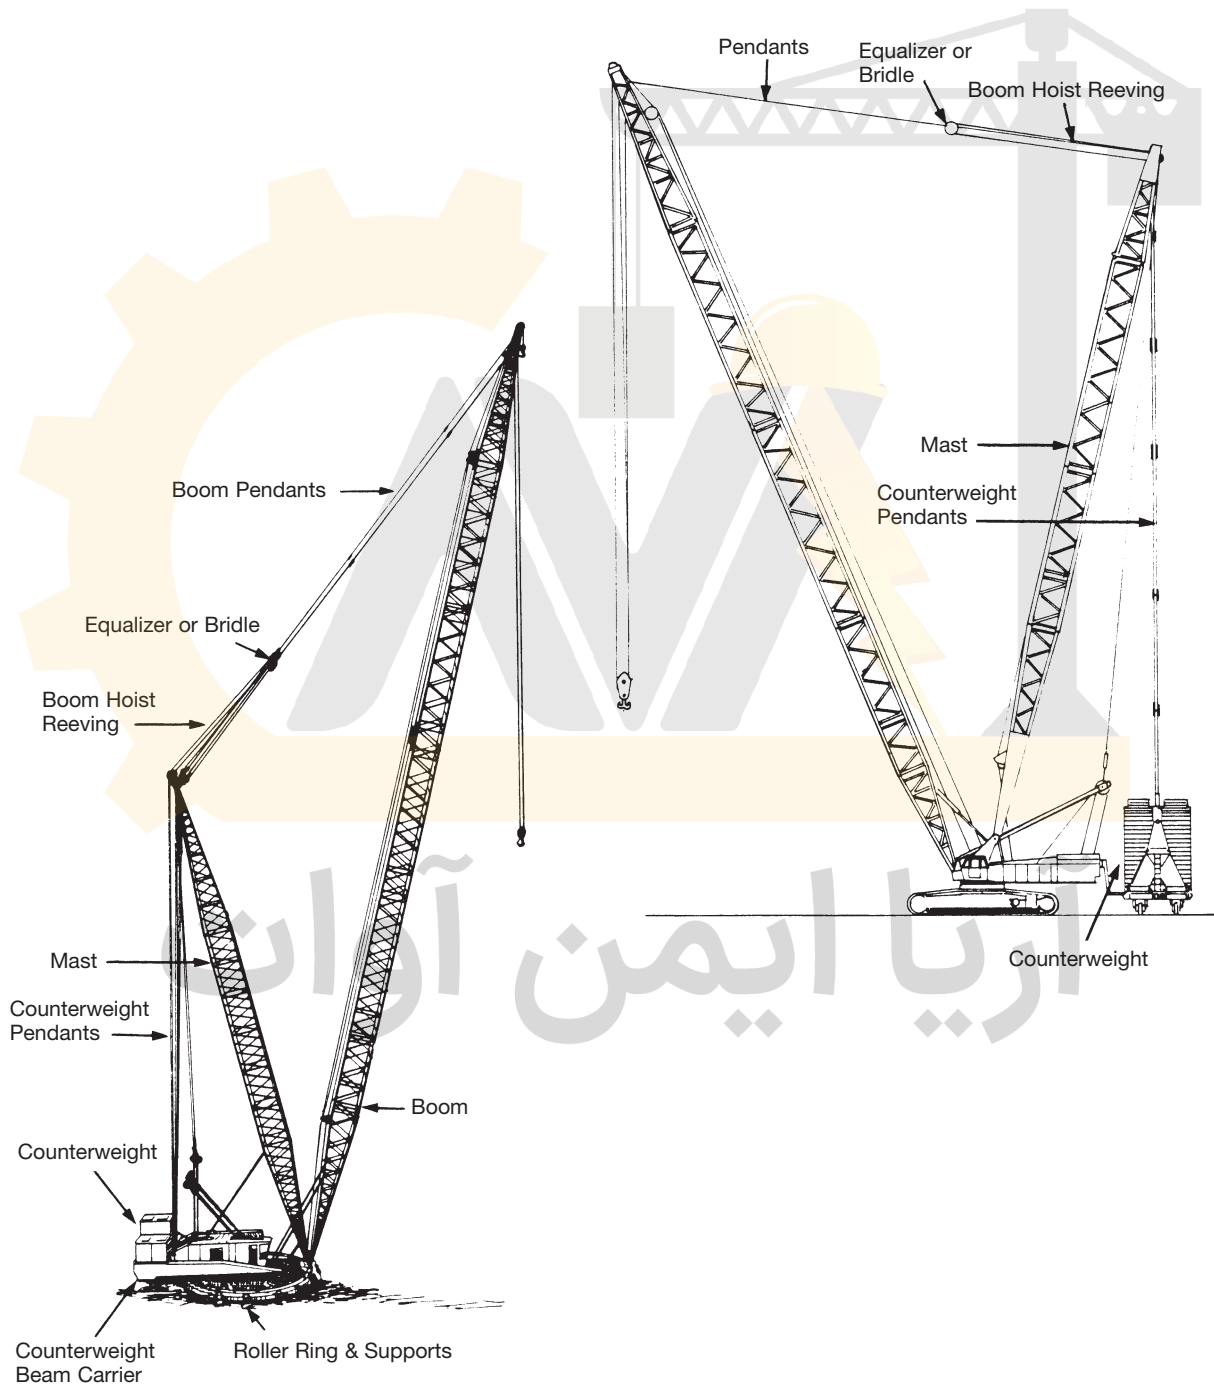 Pendants
Equalizer or
Bridle
Boom Hoist Reeving
Mast
Counterweight
Pendants
Counterweight
Boom Pendants
Equalizer or Bridle
Boom Hoist
Reeving
Mast
Counterweight
Pendants
Boom
Counterweight
Counterweight
Beam Carrier
Roller Ring & Supports
آریا ایمن آوات